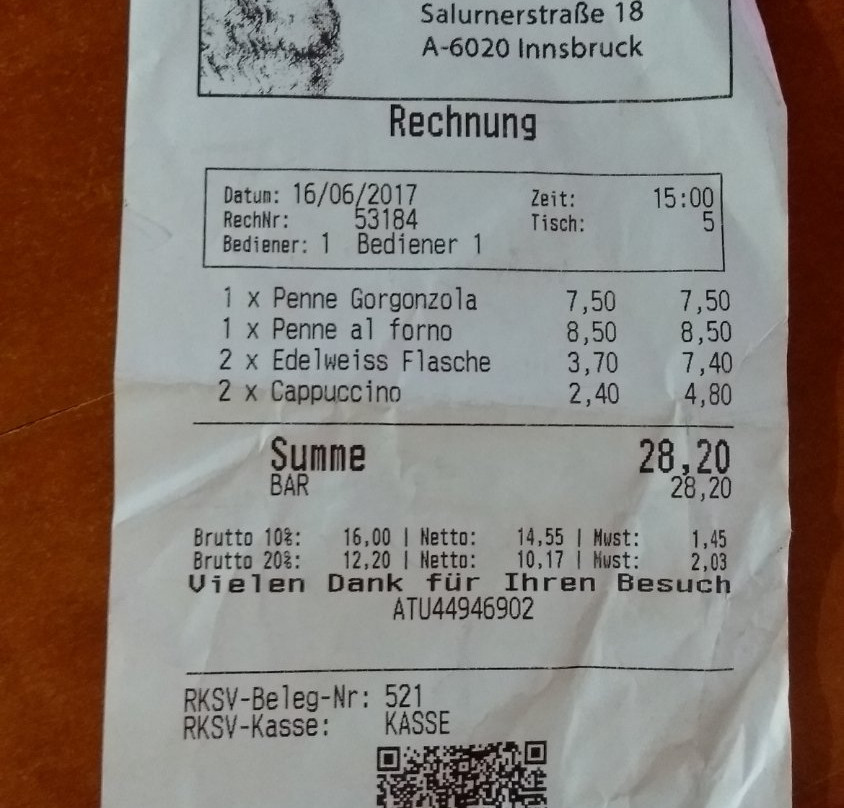 Salurnerstraße 18
A-6020 Innsbruck
Rechnung
Datum: 16/06/2017 Zeit: 15:00
RechNr: 53184 Tisch: 5
Bediener: 1 Bediener 1
1 x Penne Gorgonzola 7,50 7,50
1 x Penne al forno 8,50 8,50
2 x Edelweiss Flasche 3,70 7,40
2 x Cappuccino 2,40 4,80
Summe 28,20
BAR 28,20
Brutto 10%: 16,00 | Netto: 14,55 | Mwst: 1,45
Brutto 20%: 12,20 | Netto: 10,17 | Mwst: 2,03
Vielen Dank für Ihren Besuch
ATU44946902
RKSV-Beleg-Nr: 521
RKSV-Kasse: KASSE